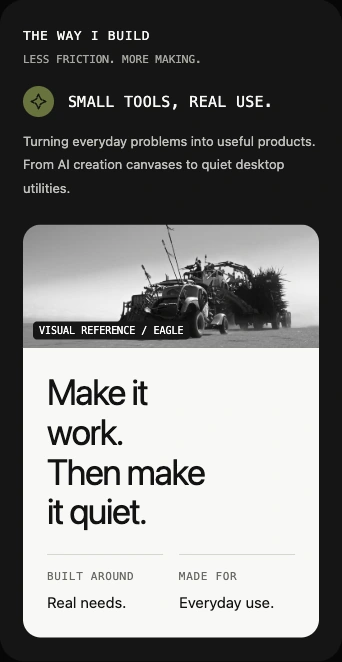 THE WAY I BUILD
LESS FRICTION. MORE MAKING.
SMALL TOOLS, REAL USE.
Turning everyday problems into useful products.
From AI creation canvases to quiet desktop
utilities.
VISUAL REFERENCE / EAGLE
Make it
work.
Then make
it quiet.
BUILT AROUND
Real needs.
MADE FOR
Everyday use.